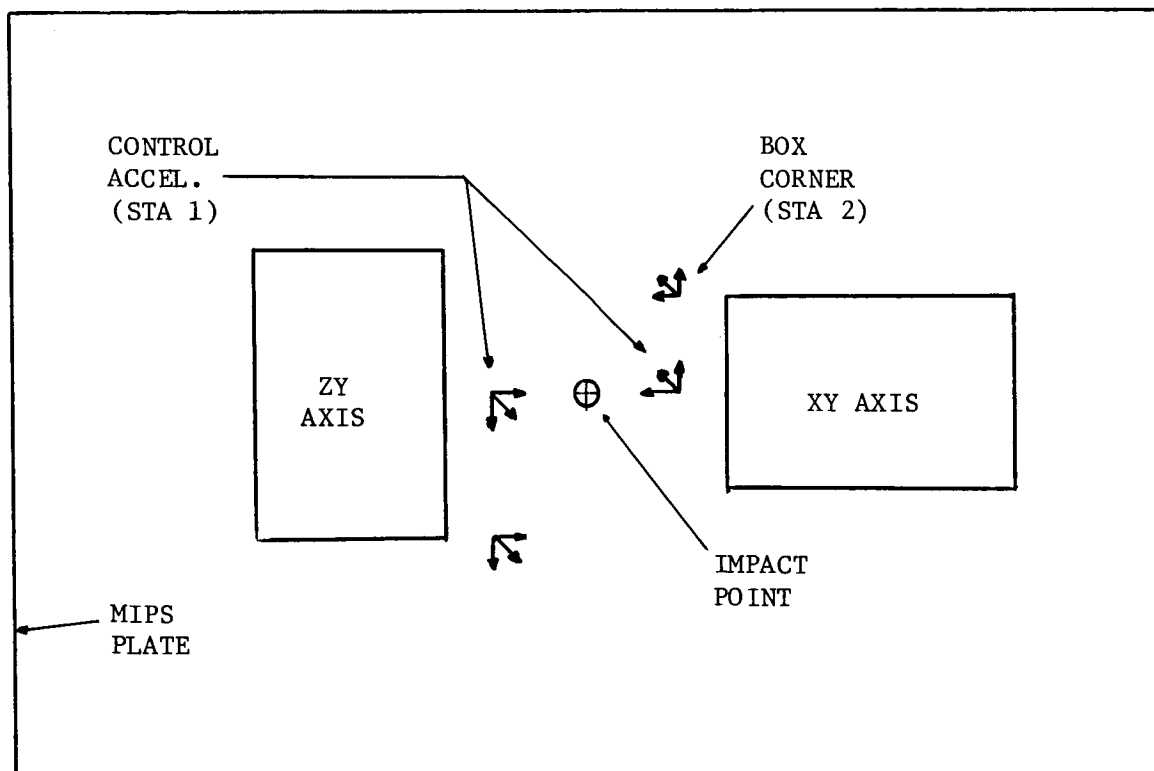 CONTROL
ACCEL.
(STA 1)
BOX
CORNER
(STA 2)
ZY
AXIS
XY AXIS
IMPACT
POINT
MIPS
PLATE